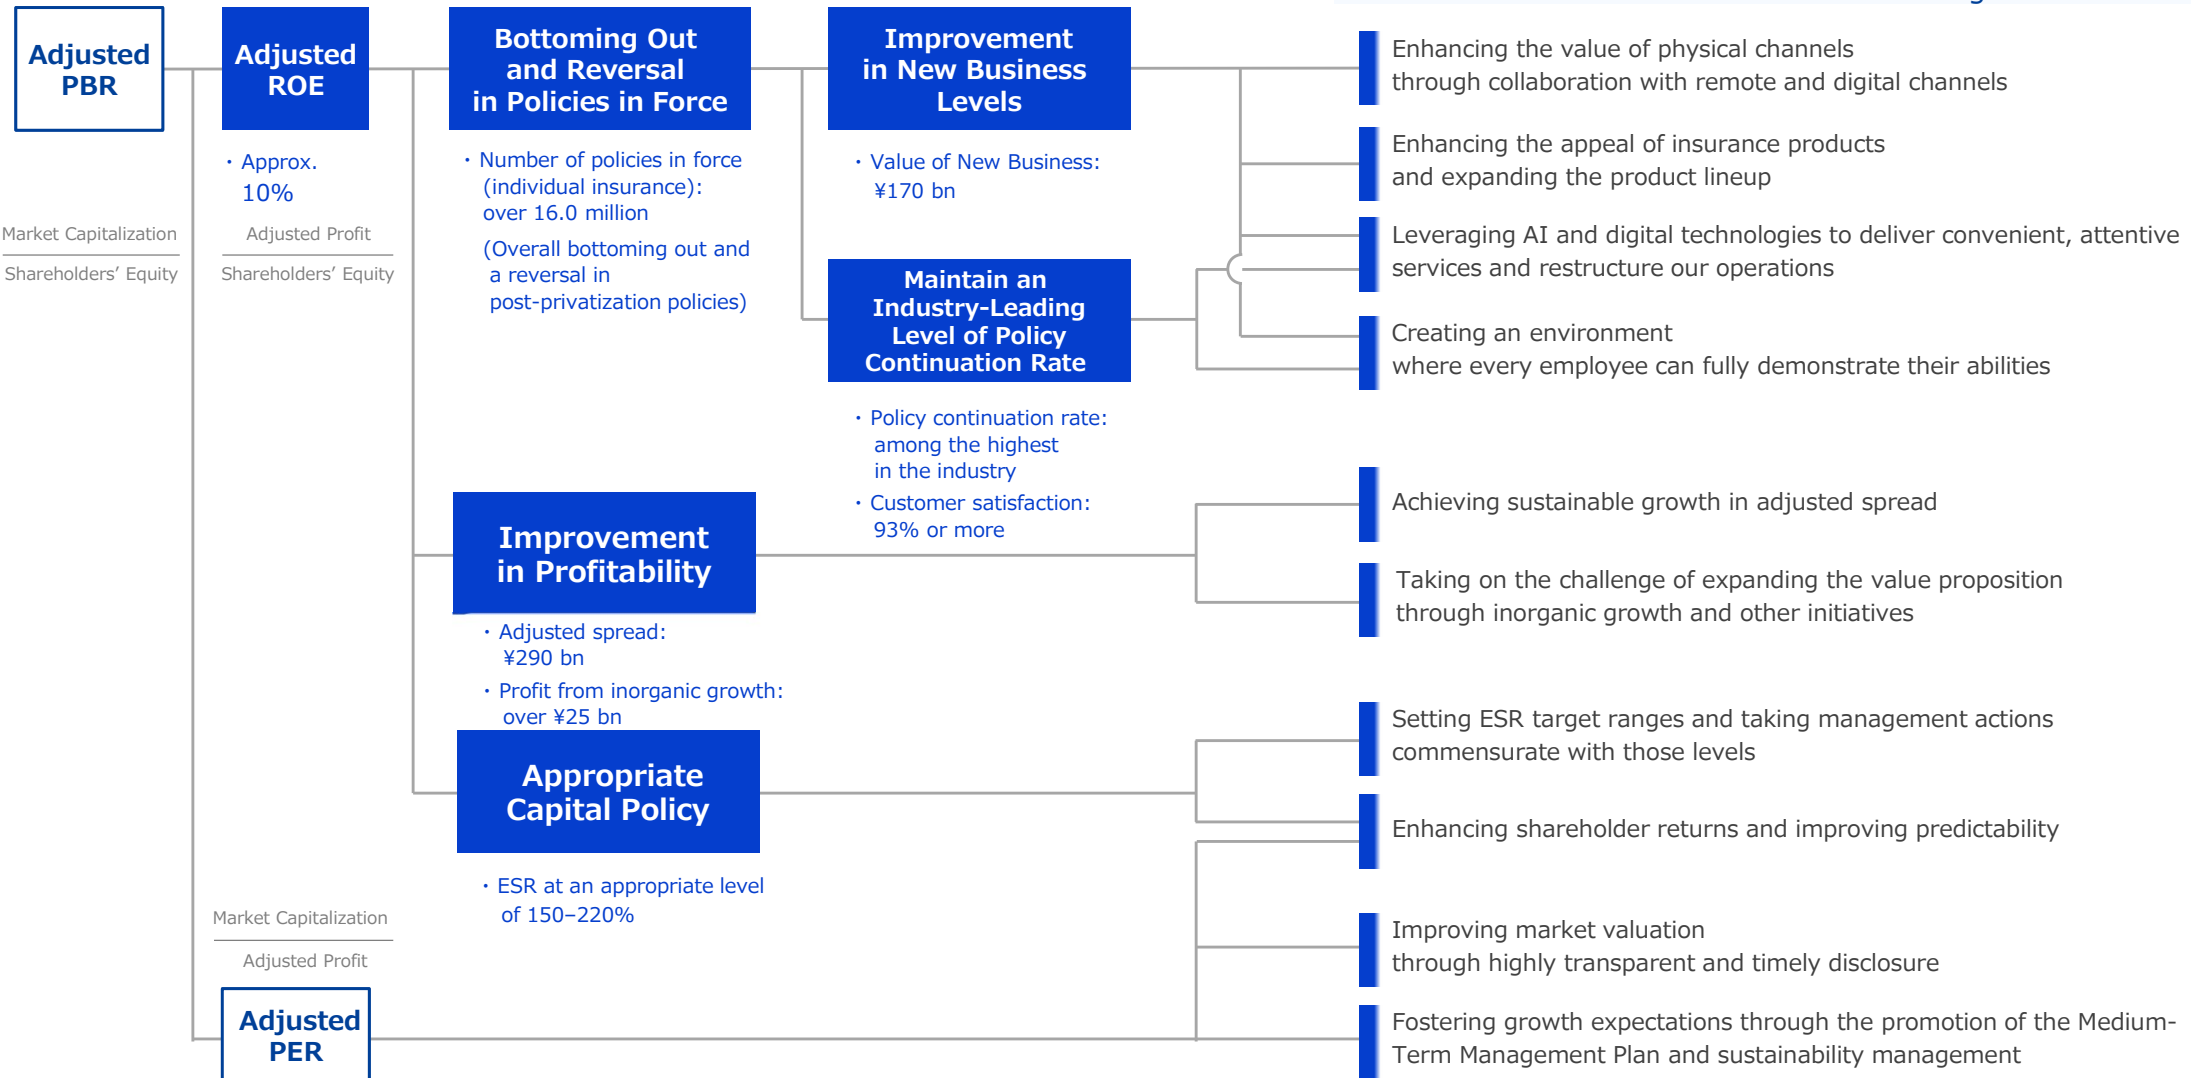 Adjusted
PBR
Market Capitalization
Shareholders’ Equity
Adjusted
ROE
・Approx.
10%
Adjusted Profit
Shareholders’ Equity
Bottoming Out
and Reversal
in Policies in Force
・Number of policies in force
(individual insurance):
over 16.0 million
(Overall bottoming out and
a reversal in
post-privatization policies)
Improvement
in New Business
Levels
・Value of New Business:
¥170 bn
Maintain an
Industry-Leading
Level of Policy
Continuation Rate
・Policy continuation rate:
among the highest
in the industry
・Customer satisfaction:
93% or more
Improvement
in Profitability
・Adjusted spread:
¥290 bn
・Profit from inorganic growth:
over ¥25 bn
Appropriate
Capital Policy
・ESR at an appropriate level
of 150–220%
Market Capitalization
Adjusted Profit
Adjusted
PER
Enhancing the value of physical channels
through collaboration with remote and digital channels
Enhancing the appeal of insurance products
and expanding the product lineup
Leveraging AI and digital technologies to deliver convenient, attentive
services and restructure our operations
Creating an environment
where every employee can fully demonstrate their abilities
Achieving sustainable growth in adjusted spread
Taking on the challenge of expanding the value proposition
through inorganic growth and other initiatives
Setting ESR target ranges and taking management actions
commensurate with those levels
Enhancing shareholder returns and improving predictability
Improving market valuation
through highly transparent and timely disclosure
Fostering growth expectations through the promotion of the Medium-
Term Management Plan and sustainability management